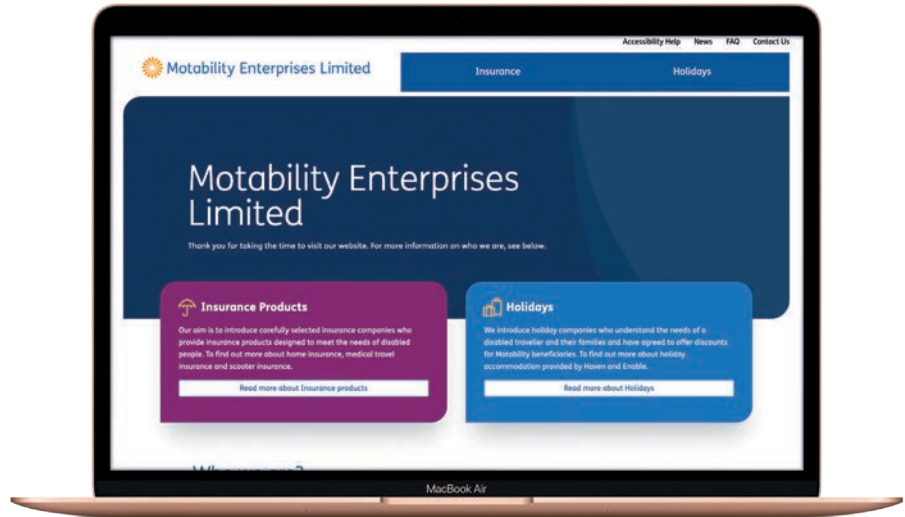 Accessibility Help News FAQ Contact Us
Motability Enterprises Limited
Insurance Holidays
Motability Enterprises
Limited
Thank you for taking the time to visit our website. For more information on who we are, see below.
Insurance Products
Our aim is to introduce carefully selected insurance companies who
provide insurance products designed to meet the needs of disabled
people. To find out more about home insurance, medical travel
insurance and scooter insurance.
Read more about Insurance products
Holidays
We introduce holiday companies who understand the needs of a
disabled traveller and their families and have agreed to offer discounts
for Motability beneficiaries. To find out more about holiday
accommodation provided by Haven and Enable.
Read more about Holidays
MacBook Air